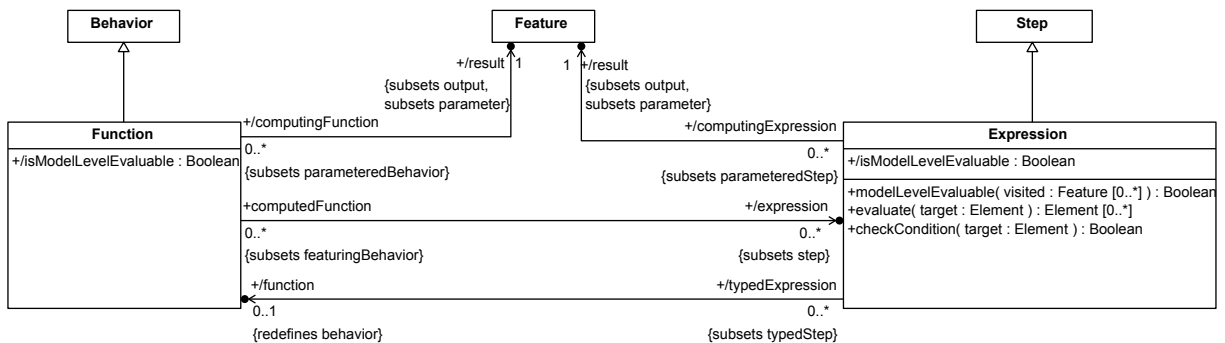 Behavior
Feature
Step
+/result 1
1 +/result
{subsets output,
subsets parameter}
{subsets output,
subsets parameter}
Function
+/isModelLevelEvaluable : Boolean
+/computingFunction
0..*
{subsets parameteredBehavior}
+/computingExpression
0..*
{subsets parameteredStep}
Expression
+/isModelLevelEvaluable : Boolean
+modelLevelEvaluable( visited : Feature [0..*] ) : Boolean
+evaluate( target : Element ) : Element [0..*]
+checkCondition( target : Element ) : Boolean
+computedFunction
0..*
{subsets featuringBehavior}
+/expression
0..*
{subsets step}
+/function
0..1
{redefines behavior}
+/typedExpression
0..*
{subsets typedStep}